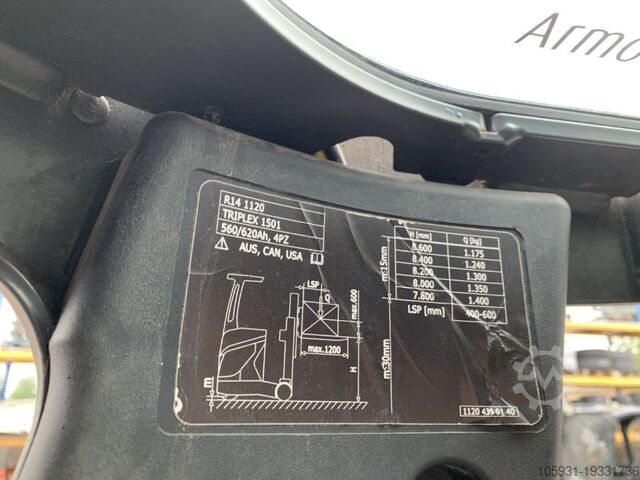 Armo
R14 1120
TRIPLEX 1501
560/620Ah, 4PZ
AUS, CAN, USA
H [mm] Q [kg]
8.600 1.175
8.400 1.240
8.200 1.300
8.000 1.350
7.800 1.400
LSP [mm] 400-600
m:15mm
m:30mm
LSP
Q
max.600
max.1200
H
m
1120 439 01 40
105931-19331736